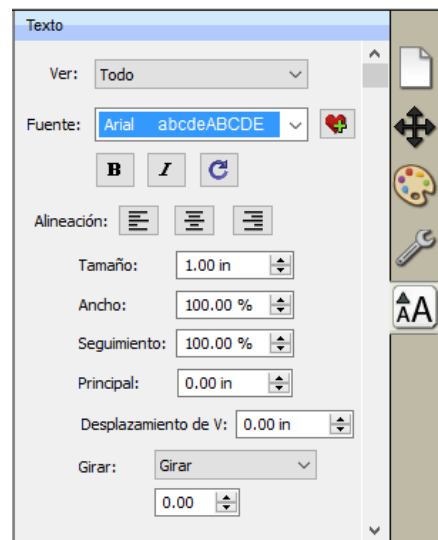 Texto
Ver: Todo
Fuente: Arial abcdeABCDE
B I
Alineación:
Tamaño: 1.00 in
Ancho: 100.00 %
Seguimiento: 100.00 %
Principal: 0.00 in
Desplazamiento de V: 0.00 in
Girar: Girar
0.00
AA